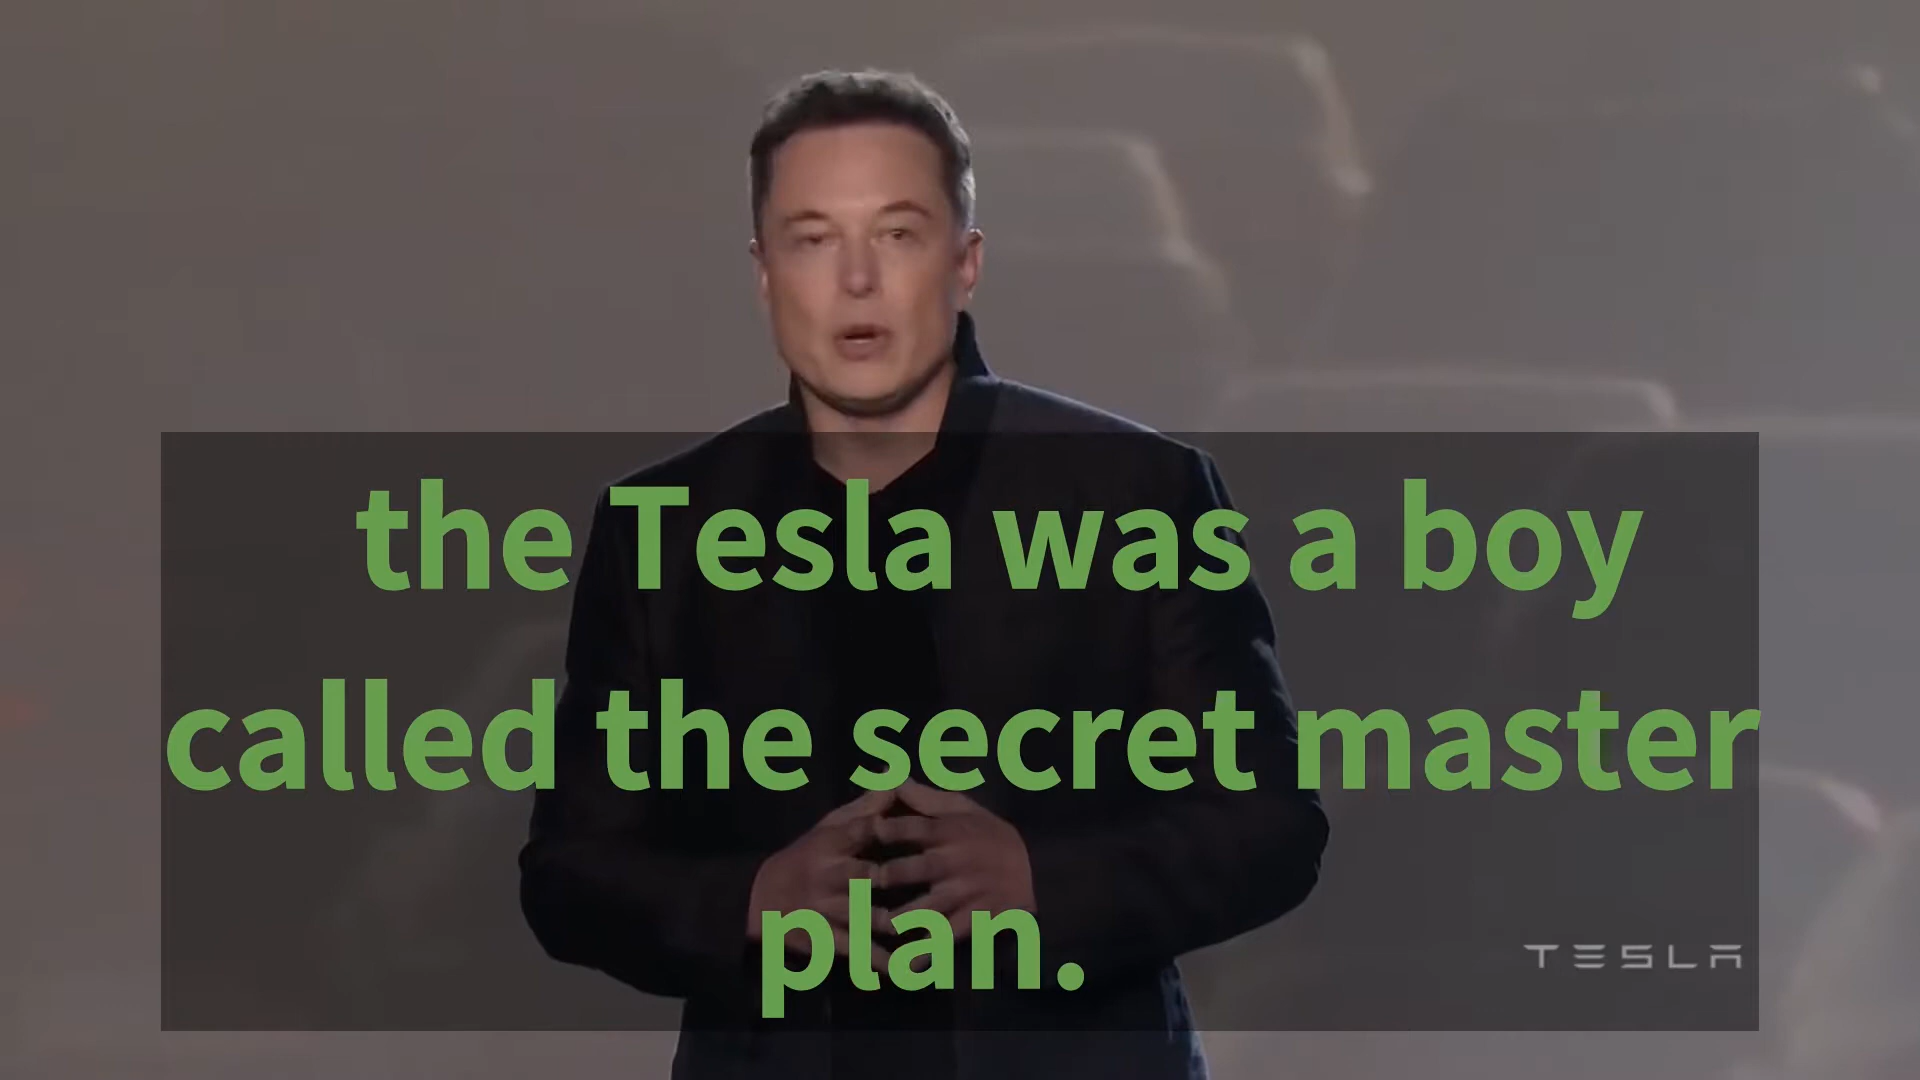 the Tesla was a boy
called the secret master
plan.
TESLA